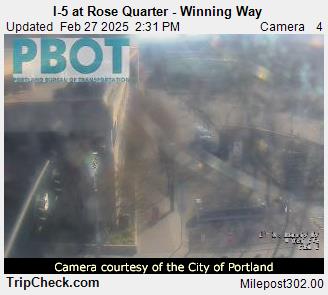 I-5 at Rose Quarter - Winning Way
Updated Feb 27 2025 2:31 PM Camera 4
PBOT
PORTLAND BUREAU OF TRANSPORTATION
Camera courtesy of the City of Portland
TripCheck.com Milepost302.00